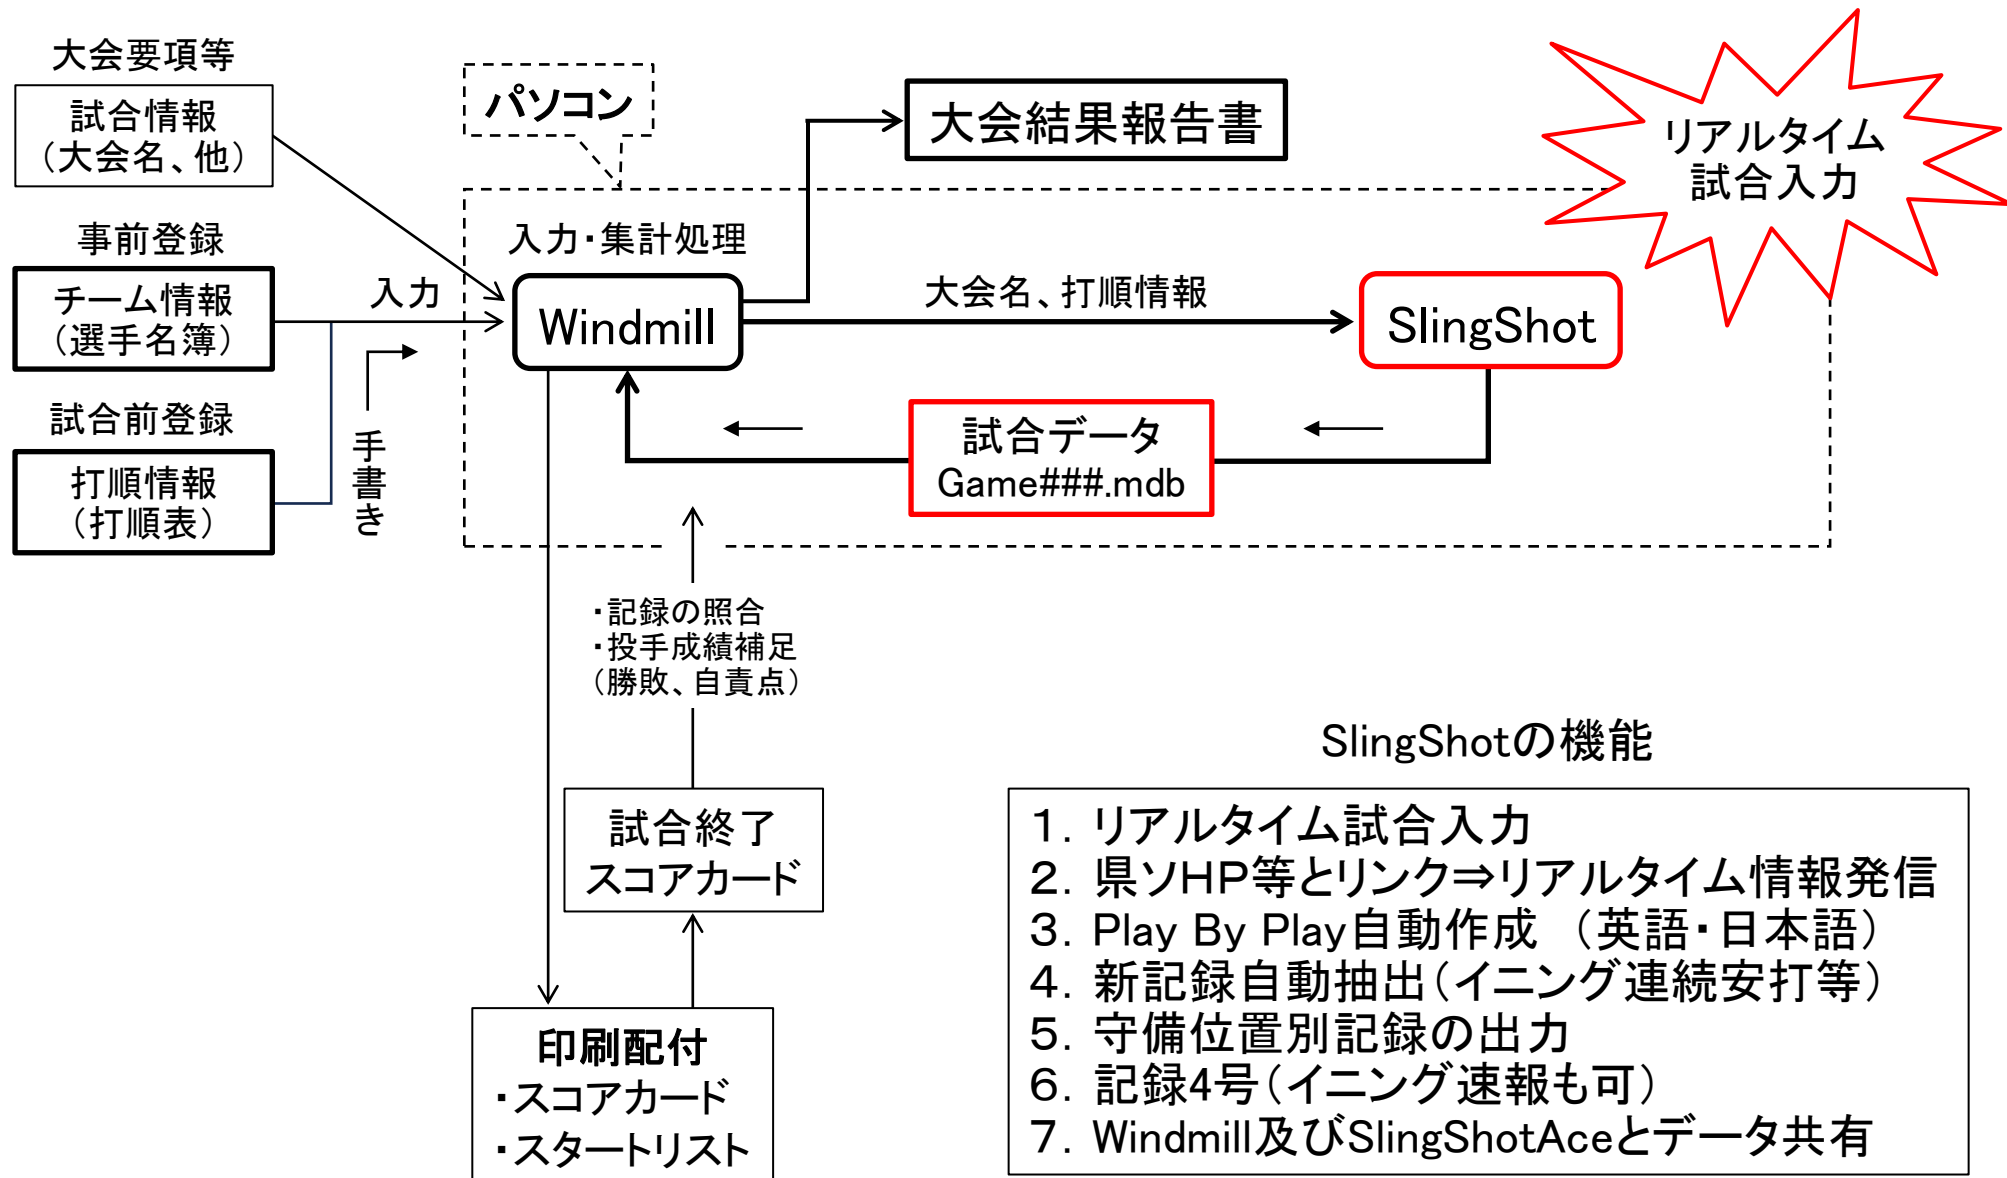 大会要項等
試合情報
（大会名、他）
事前登録
チーム情報
（選手名簿）
試合前登録
打順情報
（打順表）
入力
手書き
パソコン
大会結果報告書
リアルタイム
試合入力
入力・集計処理
Windmill
大会名、打順情報
SlingShot
試合データ
Game###.mdb
・記録の照合
・投手成績補足
（勝敗、自責点）
試合終了
スコアカード
印刷配付
・スコアカード
・スタートリスト
SlingShotの機能
１．リアルタイム試合入力
２．県ソHP等とリンク⇒リアルタイム情報発信
３．Play By Play自動作成 （英語・日本語）
４．新記録自動抽出（イニング連続安打等）
５．守備位置別記録の出力
６．記録4号（イニング速報も可）
７．Windmill及びSlingShotAceとデータ共有